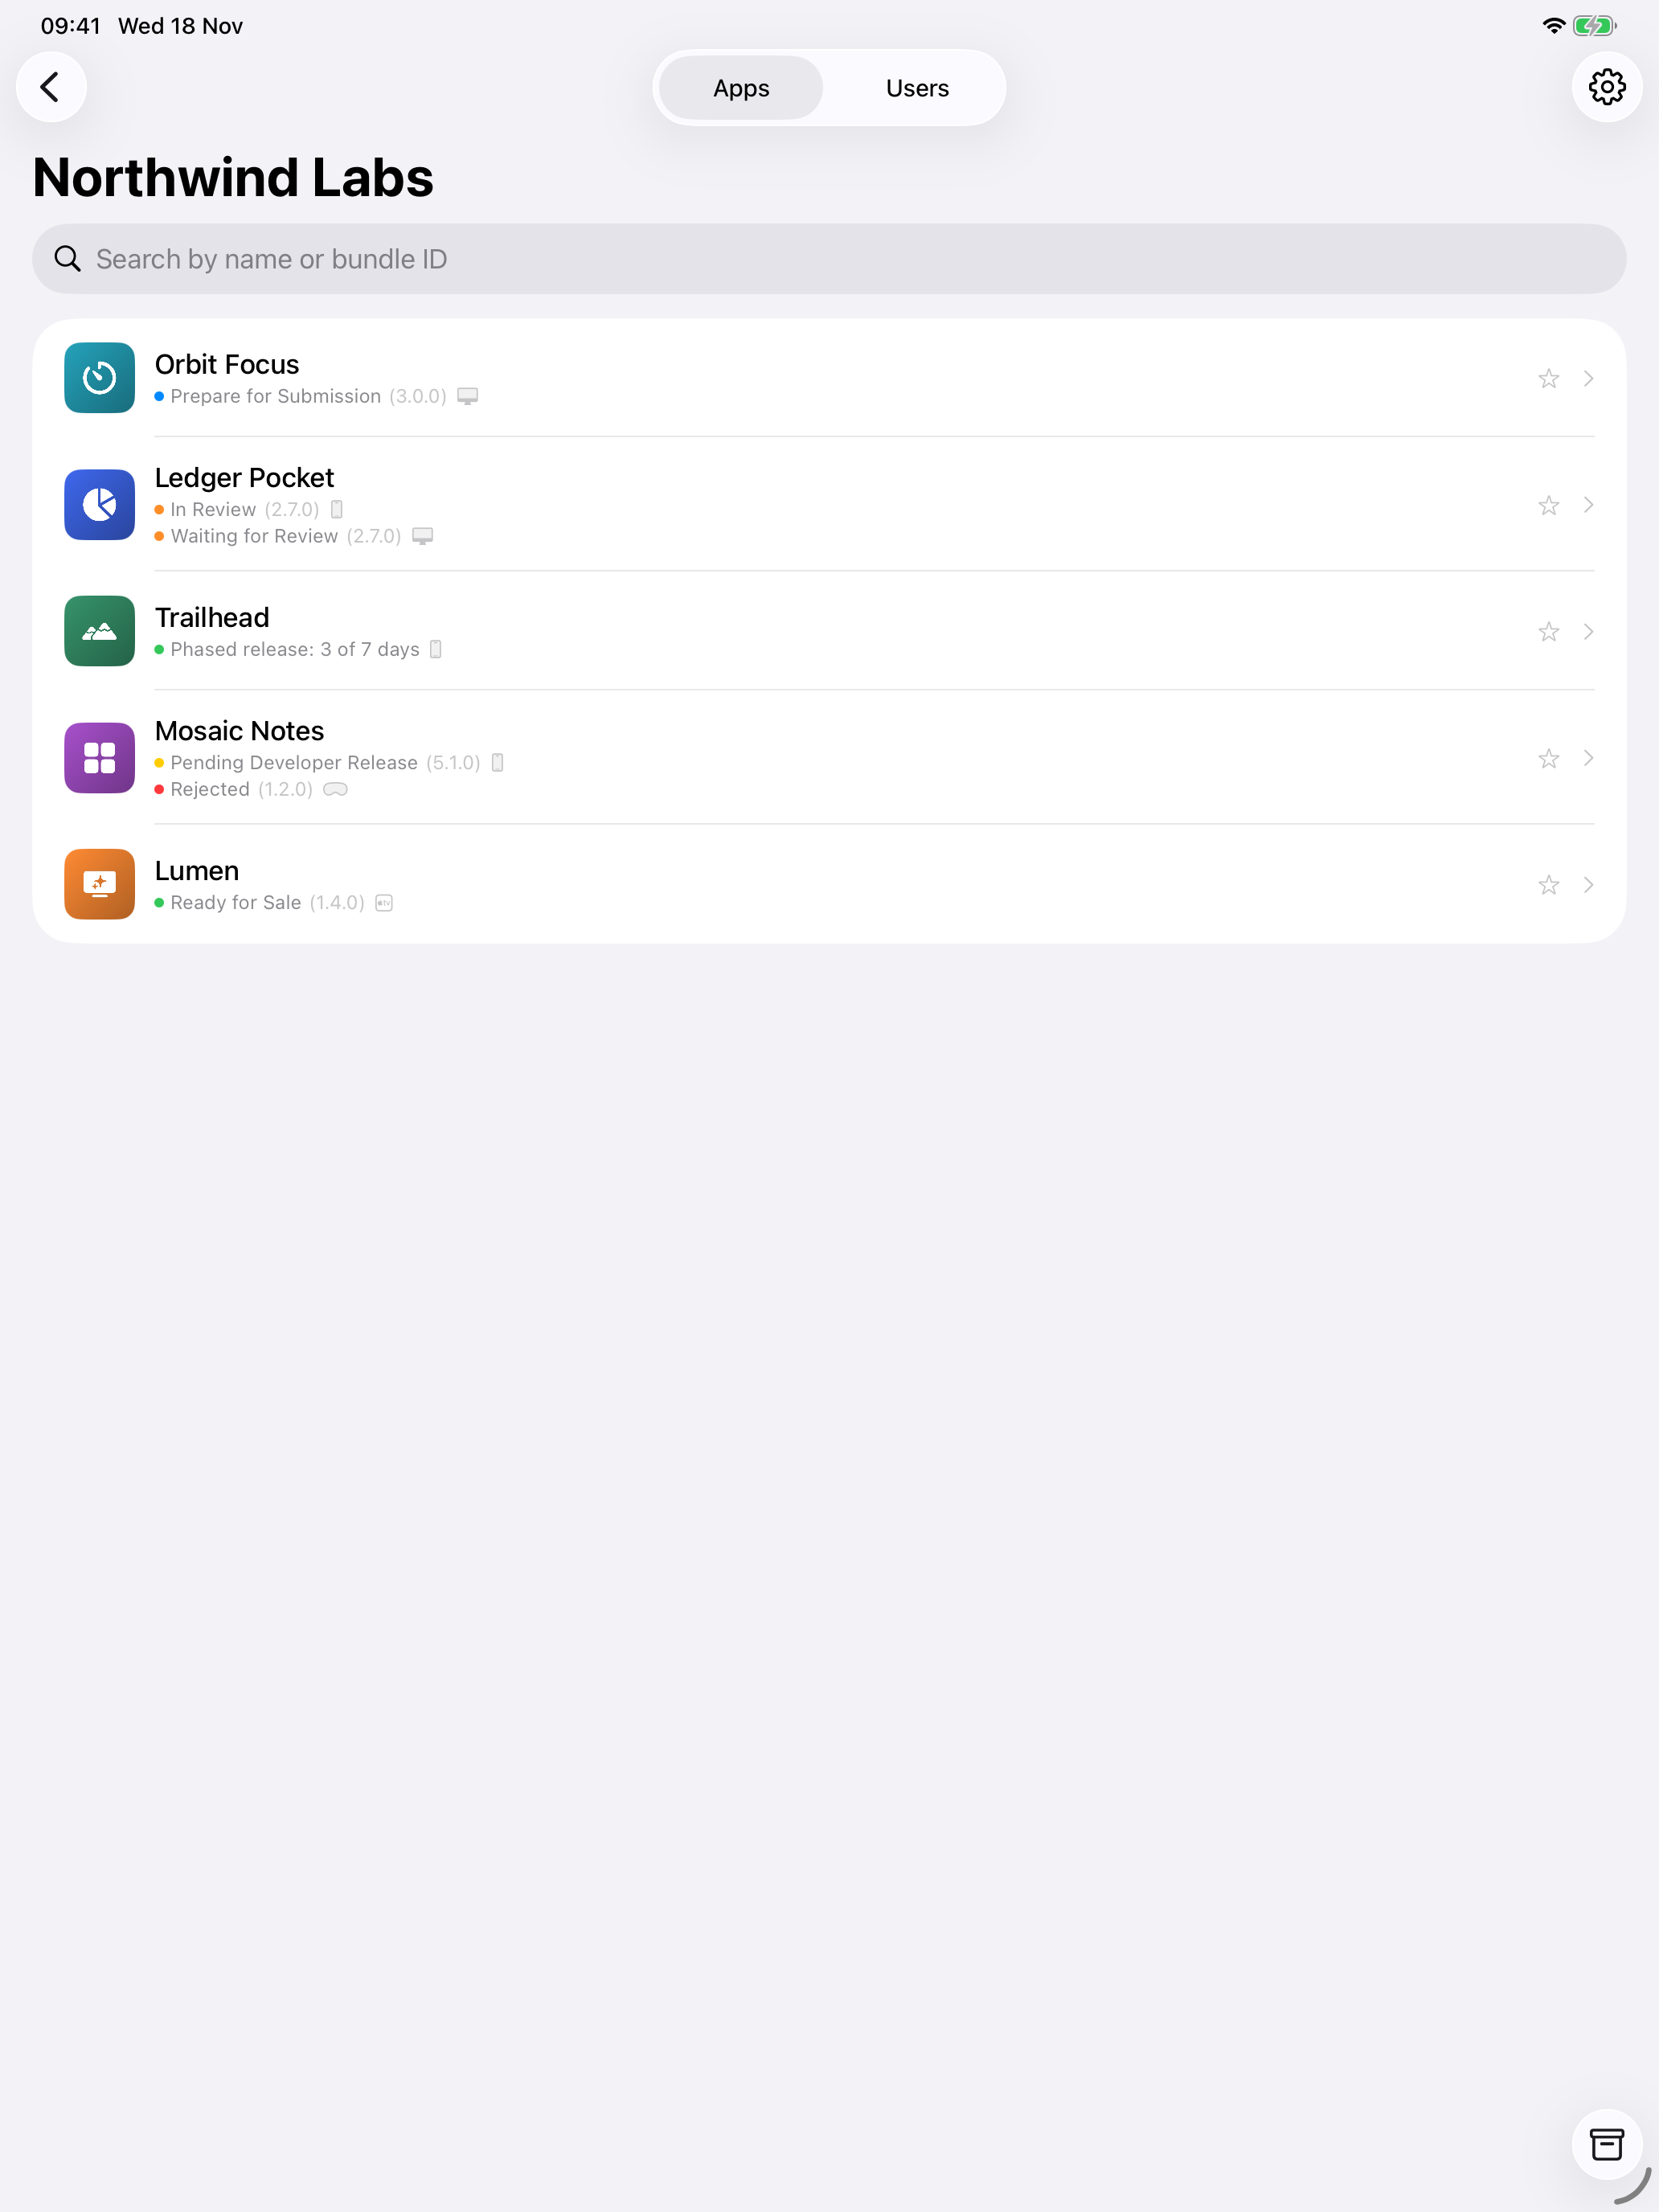 09:41 Wed 18 Nov
Apps Users
Northwind Labs
Search by name or bundle ID
Orbit Focus
Prepare for Submission (3.0.0)
Ledger Pocket
In Review (2.7.0)
Waiting for Review (2.7.0)
Trailhead
Phased release: 3 of 7 days
Mosaic Notes
Pending Developer Release (5.1.0)
Rejected (1.2.0)
Lumen
Ready for Sale (1.4.0)
tv